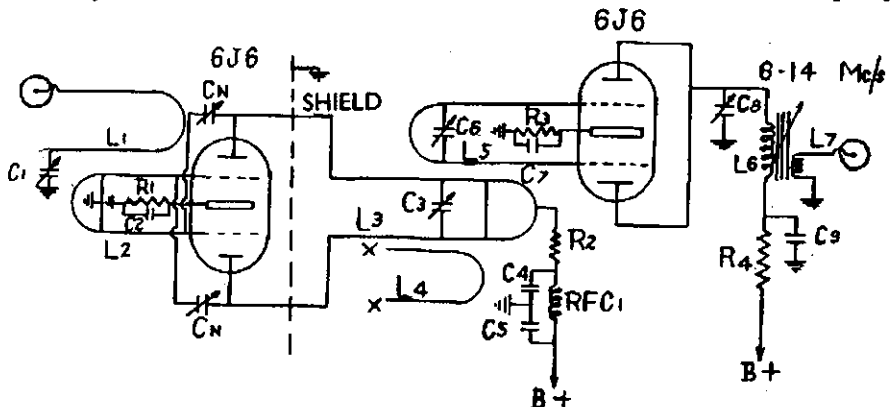 6J6
6J6
8-14 Mc/s
CN
SHIELD
R3
C6
C8
L7
L1
L5
L6
C1
C7
R1
C2
C3
L3
L2
R2
C9
R4
L4
C4
CN
RFC1
C5
B+
B+